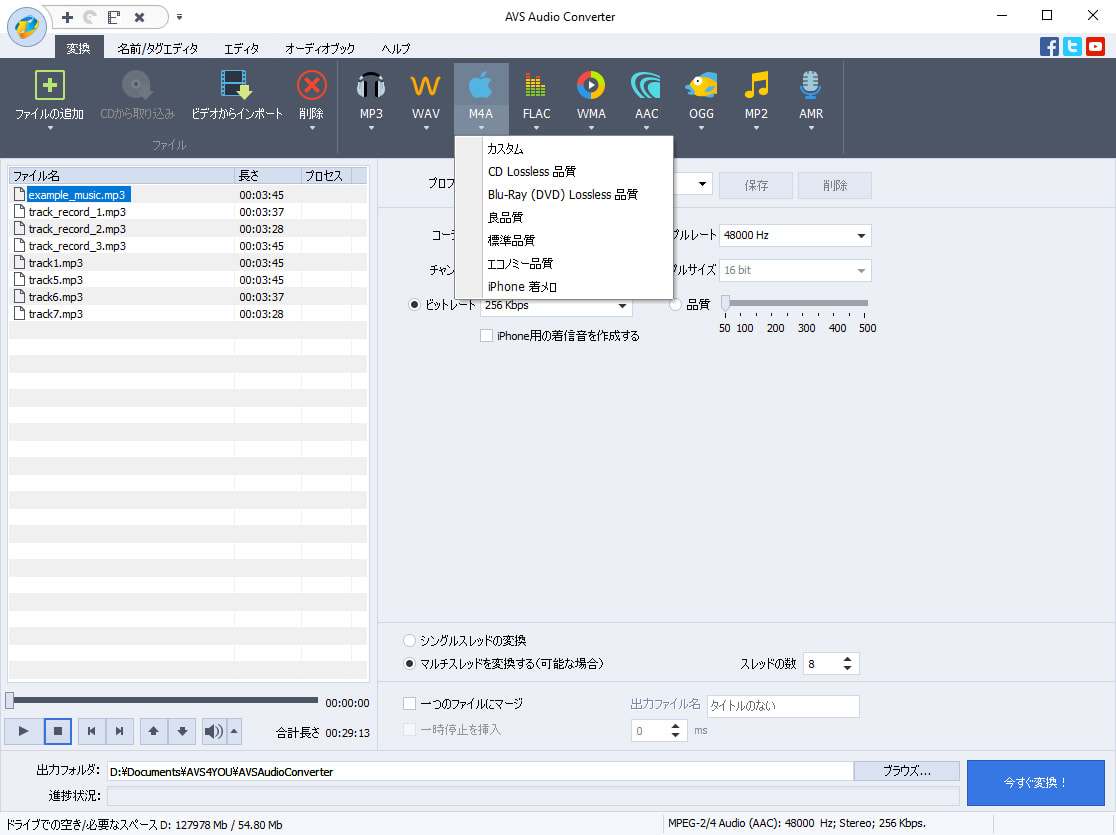 AVS Audio Converter
変換 名前/タグエディタ エディタ オーディオブック ヘルプ
ファイルの追加 CDから取り込み ビデオからインポート 削除 MP3 WAV M4A FLAC WMA AAC OGG MP2 AMR
ファイル
カスタム
CD Lossless 品質
Blu-Ray (DVD) Lossless 品質
良品質
標準品質
エコノミー品質
iPhone 着メロ
ファイル名 長さ プロセス
example_music.mp3 00:03:45
track_record_1.mp3 00:03:37
track_record_2.mp3 00:03:28
track_record_3.mp3 00:03:45
track1.mp3 00:03:45
track5.mp3 00:03:45
track6.mp3 00:03:37
track7.mp3 00:03:28
00:00:00
合計長さ 00:29:13
プロフ 保存 削除
コーデ プルレート 48000 Hz
チャン プルサイズ 16 bit
ビットレート 256 Kbps 品質
50 100 200 300 400 500
iPhone用の着信音を作成する
シングルスレッドの変換
マルチスレッドを変換する(可能な場合) スレッドの数 8
一つのファイルにマージ 出力ファイル名 タイトルのない
一時停止を挿入 0 ms
出力フォルダ: D:¥Documents¥AVS4YOU¥AVSAudioConverter ブラウズ... 今すぐ変換！
進捗状況:
ドライブでの空き/必要なスペース D: 127978 Mb / 54.80 Mb MPEG-2/4 Audio (AAC): 48000 Hz; Stereo; 256 Kbps.